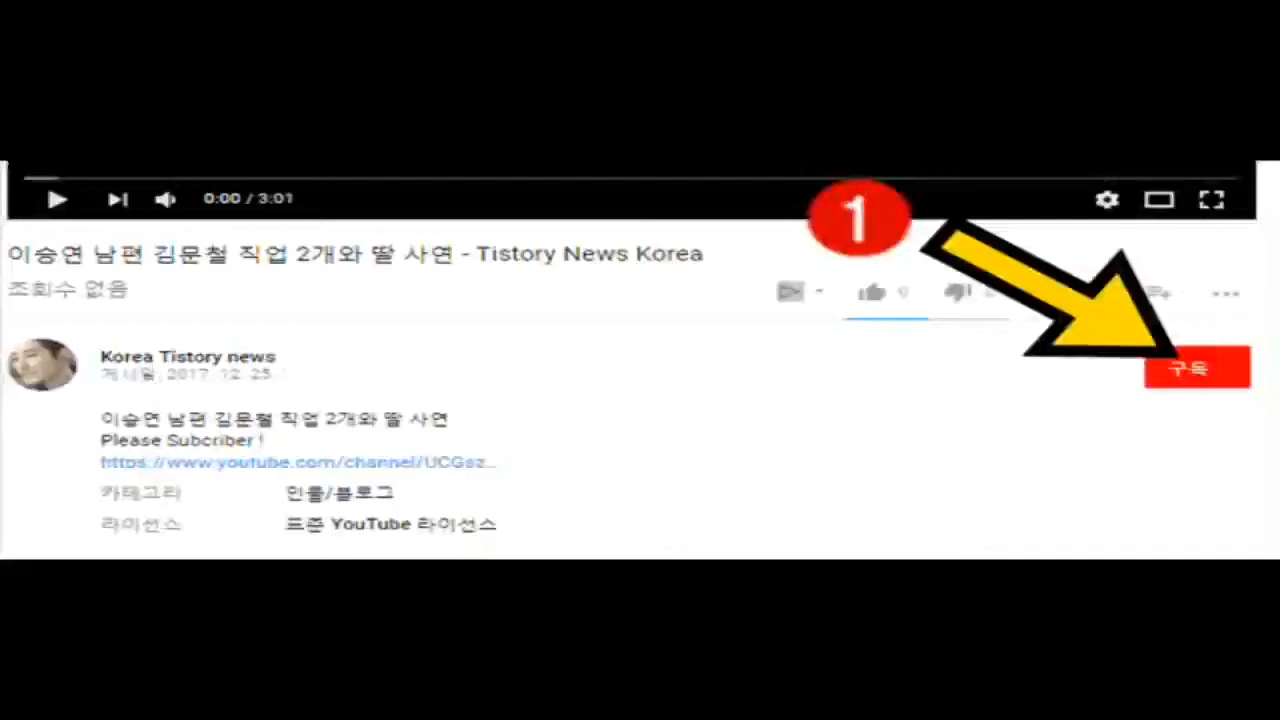 0:00 / 3:01
1
이승연 남편 김문철 직업 2개와 딸 사연 - Tistory News Korea
조회수 없음
0
Korea Tistory news
게시일: 2017. 12. 25.
구독
이승연 남편 김문철 직업 2개와 딸 사연
Please Subcriber !
https://www.youtube.com/channel/UCGsz...
카테고리 인물/블로그
라이선스 표준 YouTube 라이선스